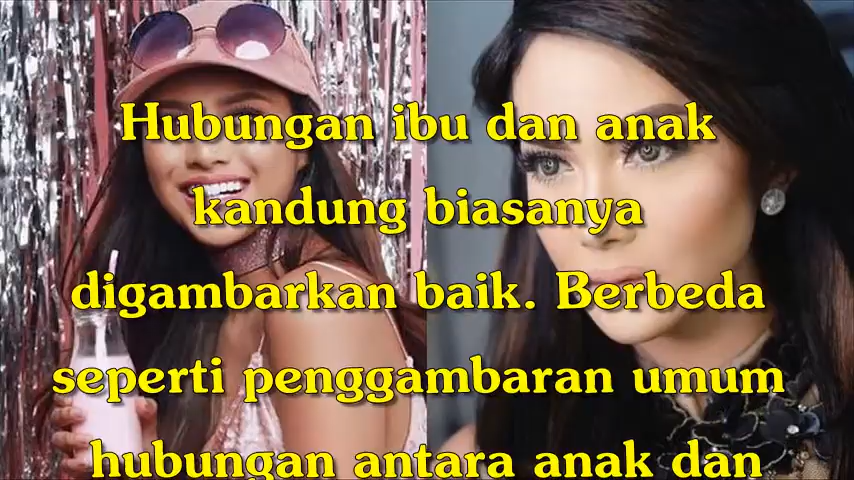 Hubungan ibu dan anak
kandung biasanya
digambarkan baik. Berbeda
seperti penggambaran umum
hubungan antara anak dan